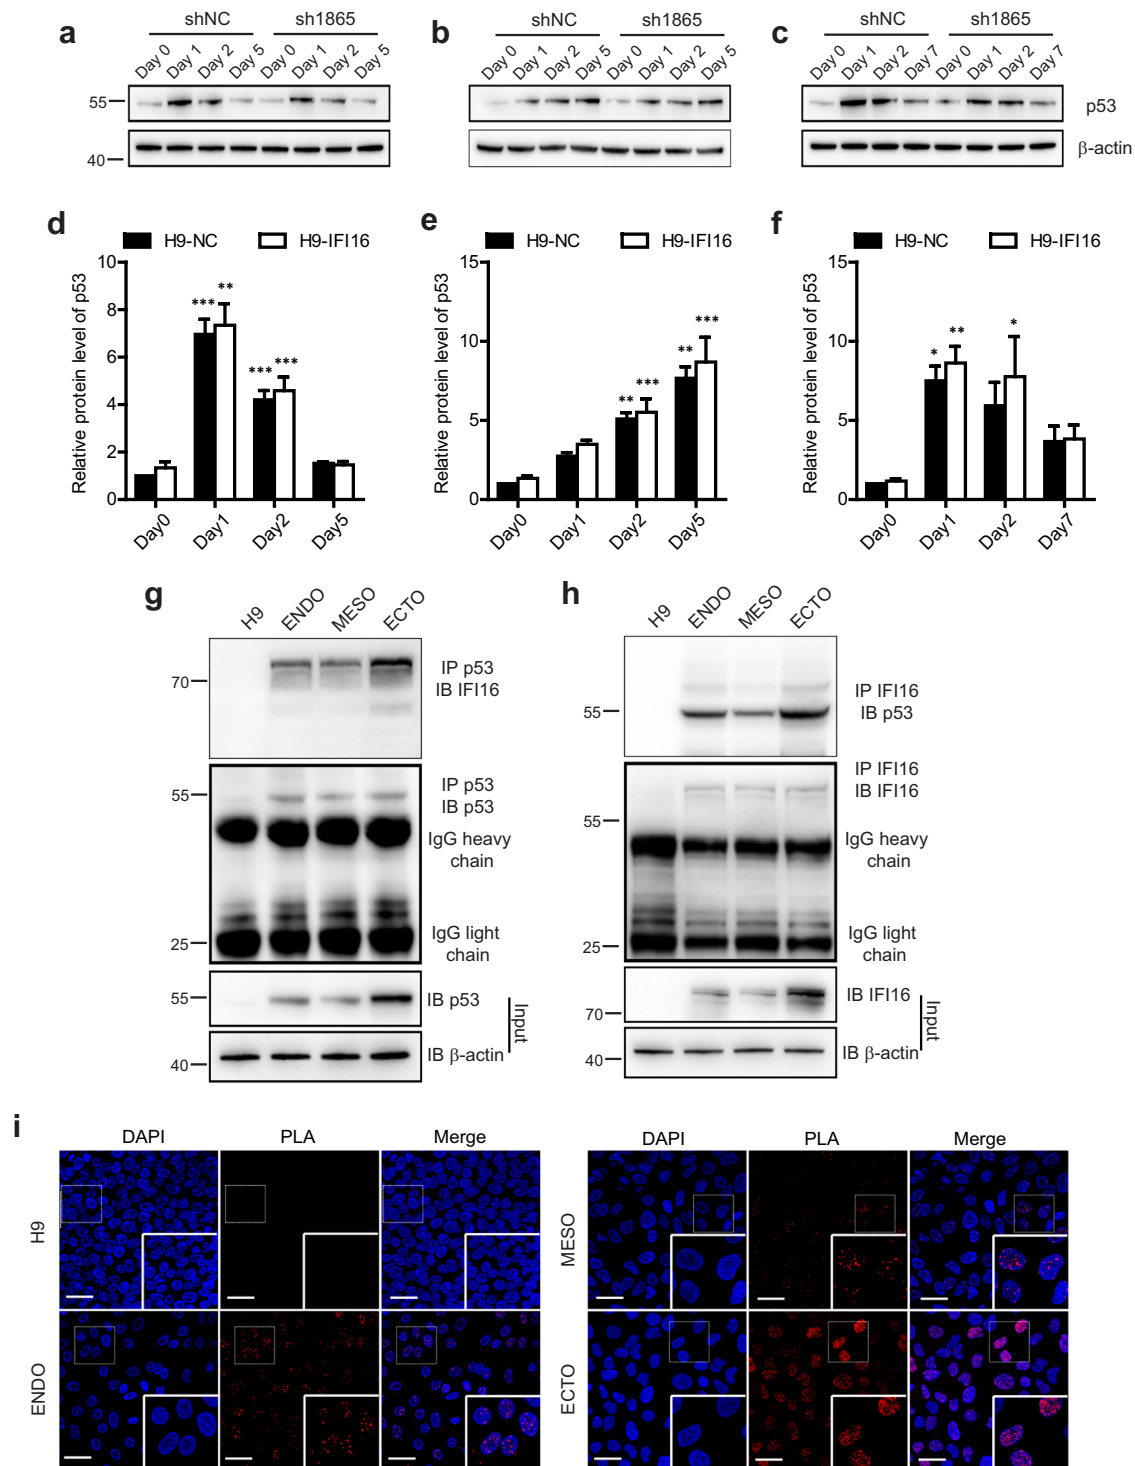 a
shNC
sh1865
Day 0
Day 1
Day 2
Day 5
Day 0
Day 1
Day 2
Day 5
55
40
b
shNC
sh1865
Day 0
Day 1
Day 2
Day 5
Day 0
Day 1
Day 2
Day 5
c
shNC
sh1865
Day 0
Day 1
Day 2
Day 7
Day 0
Day 1
Day 2
Day 7
p53
β-actin
d
H9-NC
H9-IFI16
Relative protein level of p53
10
8
6
4
2
0
***
**
***
***
Day0
Day1
Day2
Day5
e
H9-NC
H9-IFI16
Relative protein level of p53
15
10
5
0
**
***
**
***
Day0
Day1
Day2
Day5
f
H9-NC
H9-IFI16
Relative protein level of p53
15
10
5
0
*
**
*
Day0
Day1
Day2
Day7
g
H9
ENDO
MESO
ECTO
70
IP p53
IB IFI16
55
IP p53
IB p53
IgG heavy
chain
25
IgG light
chain
55
IB p53
Input
40
IB β-actin
h
H9
ENDO
MESO
ECTO
55
IP IFI16
IB p53
IP IFI16
IB IFI16
55
IgG heavy
chain
25
IgG light
chain
70
IB IFI16
Input
40
IB β-actin
i
DAPI
PLA
Merge
H9
ENDO
DAPI
PLA
Merge
MESO
ECTO